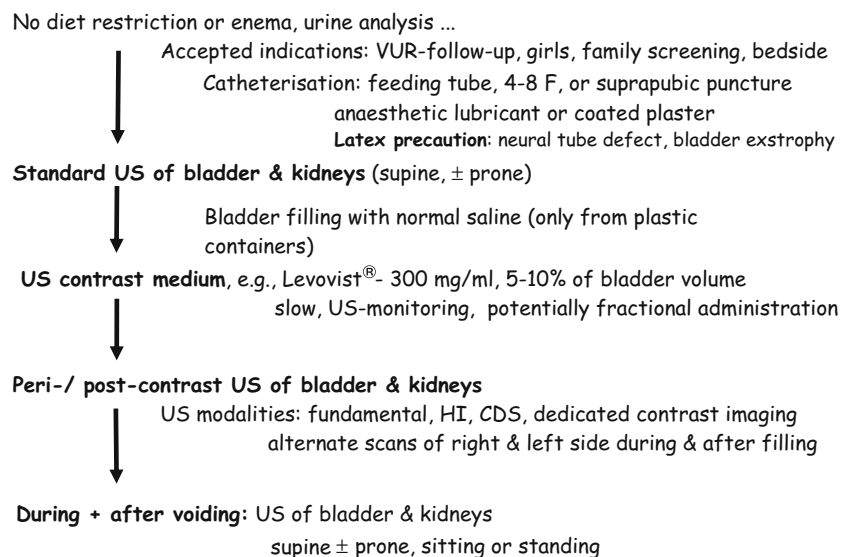 No diet restriction or enema, urine analysis ...
Accepted indications: VUR-follow-up, girls, family screening, bedside
Catheterisation: feeding tube, 4-8 F, or suprapubic puncture
anaesthetic lubricant or coated plaster
Latex precaution: neural tube defect, bladder exstrophy
Standard US of bladder & kidneys (supine, ± prone)
Bladder filling with normal saline (only from plastic
containers)
US contrast medium, e.g., Levovist®- 300 mg/ml, 5-10% of bladder volume
slow, US-monitoring, potentially fractional administration
Peri-/ post-contrast US of bladder & kidneys
US modalities: fundamental, HI, CDS, dedicated contrast imaging
alternate scans of right & left side during & after filling
During + after voiding: US of bladder & kidneys
supine ± prone, sitting or standing